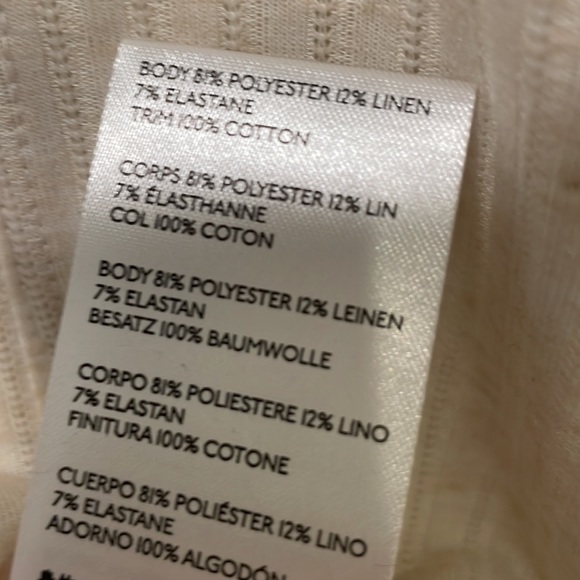 BODY 81% POLYESTER 12% LINEN
7% ELASTANE
TRIM 100% COTTON
CORPS 81% POLYESTER 12% LIN
7% ÉLASTHANNE
COL 100% COTON
BODY 81% POLYESTER 12% LEINEN
7% ELASTAN
BESATZ 100% BAUMWOLLE
CORPO 81% POLIESTERE 12% LINO
7% ELASTAN
FINITURA 100% COTONE
CUERPO 81% POLIÉSTER 12% LINO
7% ELASTANE
ADORNO 100% ALGODÓN